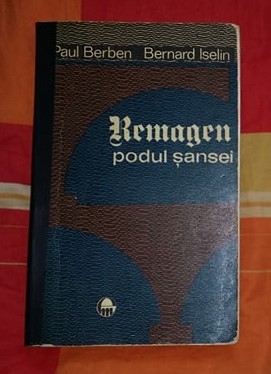 Paul Berben Bernard Iselin
Remagen
podul șansei